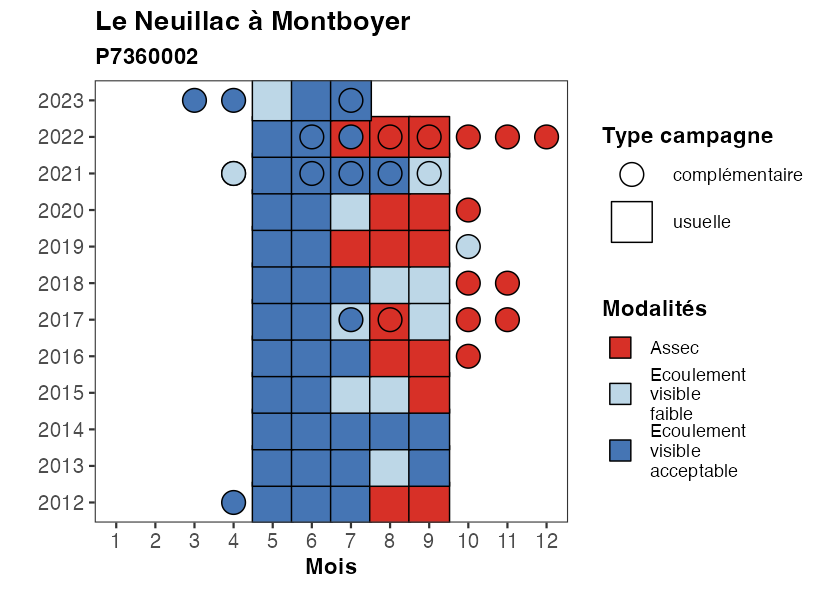 Le Neuillac à Montboyer
P7360002
2023
2022
2021
2020
2019
2018
2017
2016
2015
2014
2013
2012
1 2 3 4 5 6 7 8 9 10 11 12
Mois
Type campagne
complémentaire
usuelle
Modalités
Assec
Ecoulement
visible
faible
Ecoulement
visible
acceptable